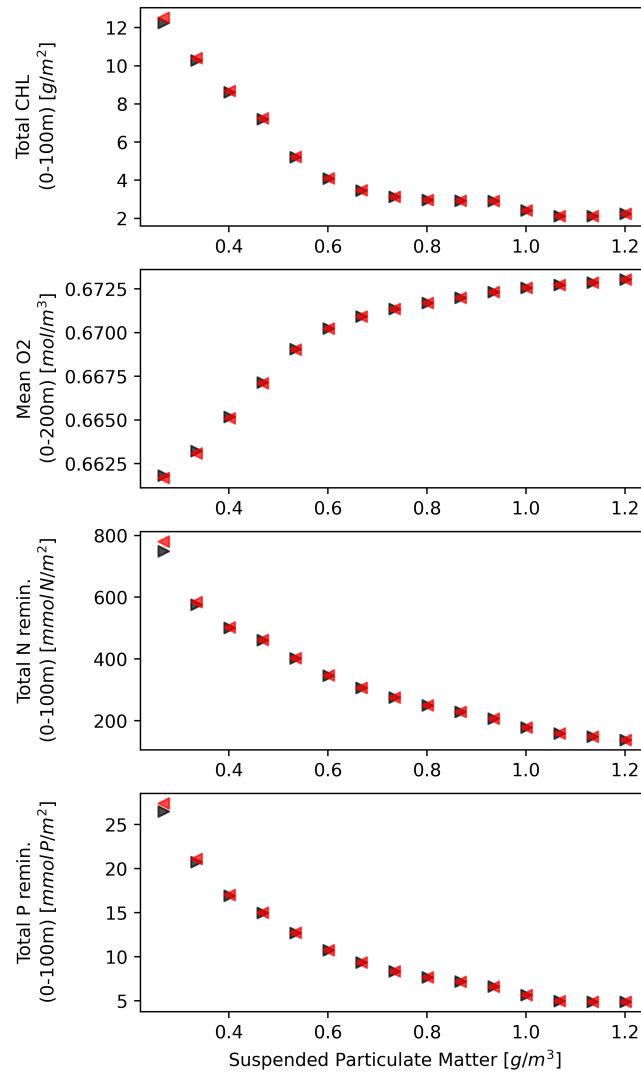 Total CHL
(0-100m) [g/m²]
12
10
8
6
4
2
0.4 0.6 0.8 1.0 1.2
Mean O2
(0-200m) [mol/m³]
0.6725
0.6700
0.6675
0.6650
0.6625
0.4 0.6 0.8 1.0 1.2
Total N remin.
(0-100m) [mmolN/m²]
800
600
400
200
0.4 0.6 0.8 1.0 1.2
Total P remin.
(0-100m) [mmolP/m²]
25
20
15
10
5
0.4 0.6 0.8 1.0 1.2
Suspended Particulate Matter [g/m³]